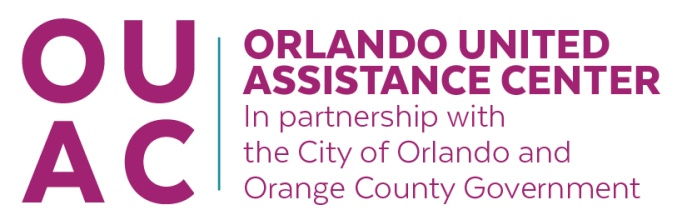 OU
AC
ORLANDO UNITED
ASSISTANCE CENTER
In partnership with
the City of Orlando and
Orange County Government